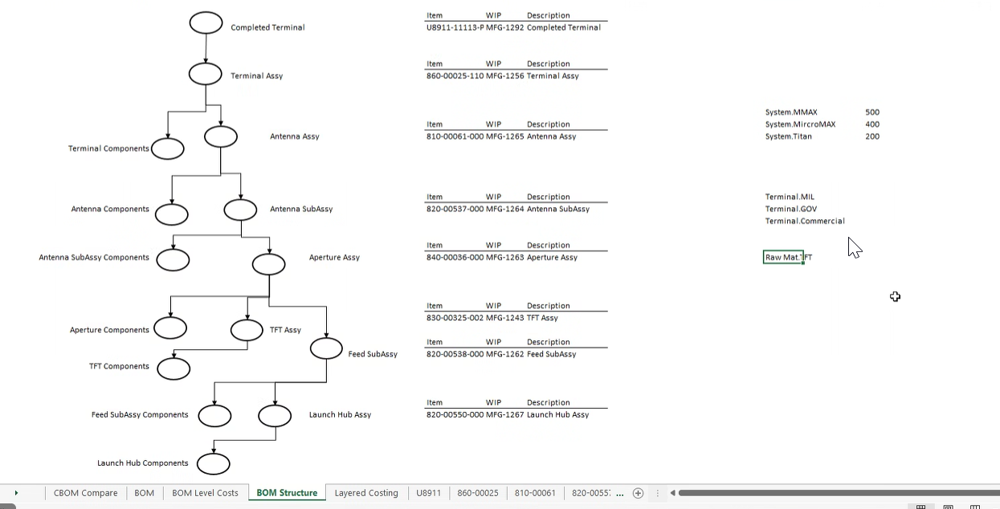 Item WIP Description
Completed Terminal U8911-11113-P MFG-1292 Completed Terminal
Item WIP Description
Terminal Assy 860-00025-110 MFG-1256 Terminal Assy
System.MMAX 500
Item WIP Description System.MircroMAX 400
Antenna Assy 810-00061-000 MFG-1265 Antenna Assy System.Titan 200
Terminal Components
Item WIP Description Terminal.MIL
Antenna Components Antenna SubAssy 820-00537-000 MFG-1264 Antenna SubAssy Terminal.GOV
Terminal.Commercial
Item WIP Description
Antenna SubAssy Components Aperture Assy 840-00036-000 MFG-1263 Aperture Assy Raw Mat.TFT
Item WIP Description
830-00325-002 MFG-1243 TFT Assy
Aperture Components TFT Assy
Item WIP Description
Feed SubAssy 820-00538-000 MFG-1262 Feed SubAssy
TFT Components
Item WIP Description
Feed SubAssy Components Launch Hub Assy 820-00550-000 MFG-1267 Launch Hub Assy
Launch Hub Components
CBOM Compare BOM BOM Level Costs BOM Structure Layered Costing U8911 860-00025 810-00061 ...